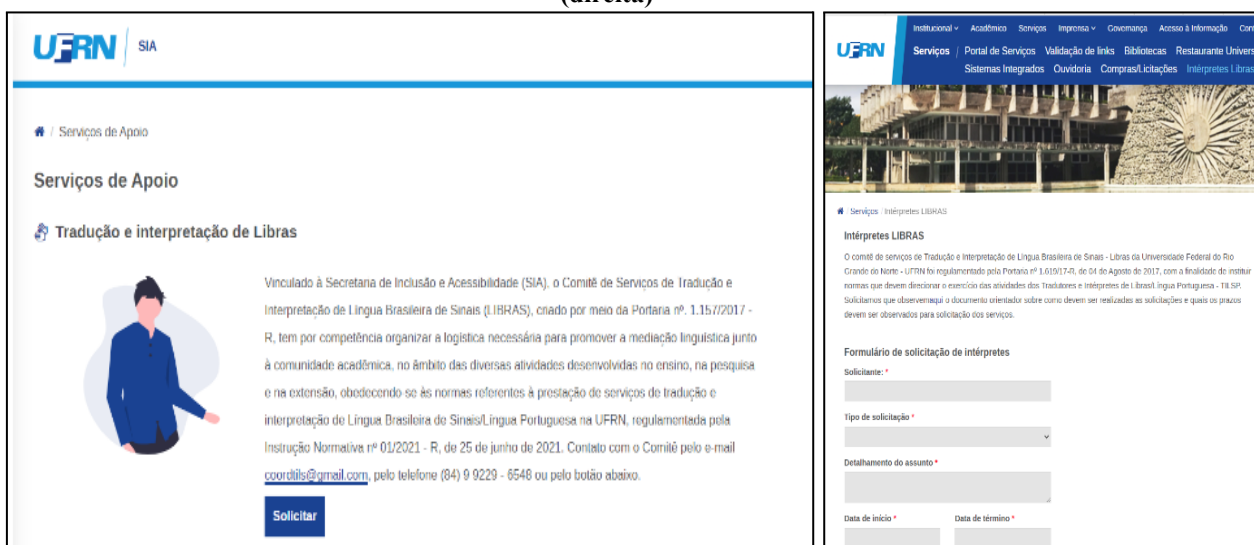 (direita)
UFRN SIA
/ Serviços de Apoio
Serviços de Apoio
Tradução e interpretação de Libras
Vinculado à Secretaria de Inclusão e Acessibilidade (SIA), o Comitê de Serviços de Tradução e
Interpretação de Língua Brasileira de Sinais (LIBRAS), criado por meio da Portaria nº. 1.157/2017 -
R, tem por competência organizar a logística necessária para promover a mediação linguística junto
à comunidade acadêmica, no âmbito das diversas atividades desenvolvidas no ensino, na pesquisa
e na extensão, obedecendo-se às normas referentes à prestação de serviços de tradução e
interpretação de Língua Brasileira de Sinais/Língua Portuguesa na UFRN, regulamentada pela
Instrução Normativa nº 01/2021 - R, de 25 de junho de 2021. Contato com o Comitê pelo e-mail
coordtils@gmail.com, pelo telefone (84) 9 9229 - 6548 ou pelo botão abaixo.
Solicitar
Institucional Acadêmico Serviços Imprensa Governança Acesso à Informação Cont
UFRN
Serviços / Portal de Serviços Validação de links Bibliotecas Restaurante Univers
Sistemas Integrados Ouvidoria Compras/Licitações Intérpretes Libras
Serviços / Intérpretes LIBRAS
Intérpretes LIBRAS
O comitê de serviços de Tradução e Interpretação de Língua Brasileira de Sinais - Libras da Universidade Federal do Rio
Grande do Norte - UFRN foi regulamentado pela Portaria nº 1.619/17-R, de 04 de Agosto de 2017, com a finalidade de instituir
normas que devem direcionar o exercício das atividades dos Tradutores e Intérpretes de Libras/Língua Portuguesa - TILSP.
Solicitamos que observemaqui o documento orientador sobre como devem ser realizadas as solicitações e quais os prazos
devem ser observados para solicitação dos serviços.
Formulário de solicitação de intérpretes
Solicitante: *
Tipo de solicitação *
Detalhamento do assunto *
Data de início * Data de término *